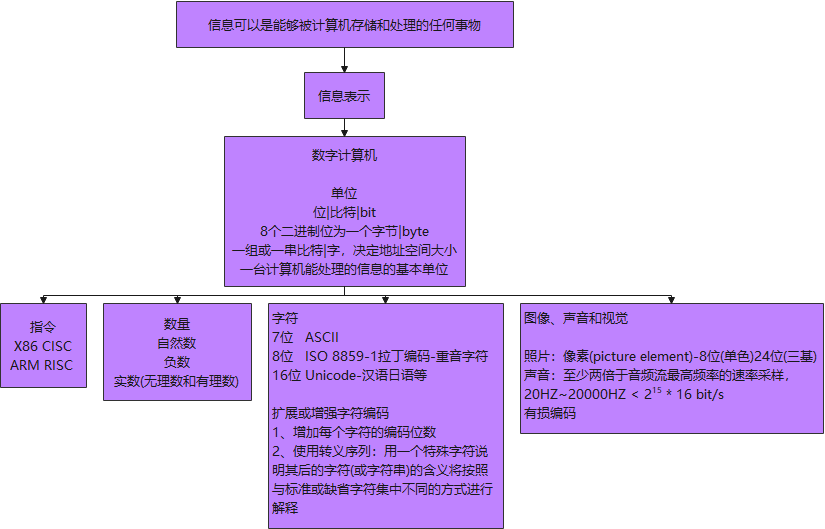 信息可以是能够被计算机存储和处理的任何事物
信息表示
数字计算机
单位
位|比特|bit
8个二进制位为一个字节|byte
一组或一串比特|字，决定地址空间大小
一台计算机能处理的信息的基本单位
指令
X86 CISC
ARM RISC
数量
自然数
负数
实数(无理数和有理数)
字符
7位 ASCII
8位 ISO 8859-1拉丁编码-重音字符
16位 Unicode-汉语日语等
扩展或增强字符编码
1、增加每个字符的编码位数
2、使用转义序列：用一个特殊字符说
明其后的字符(或字符串)的含义将按照
与标准或缺省字符集中不同的方式进行
解释
图像、声音和视觉
照片：像素(picture element)-8位(单色)24位(三基)
声音：至少两倍于音频流最高频率的速率采样，
20HZ~20000HZ < 2¹⁵ * 16 bit/s
有损编码